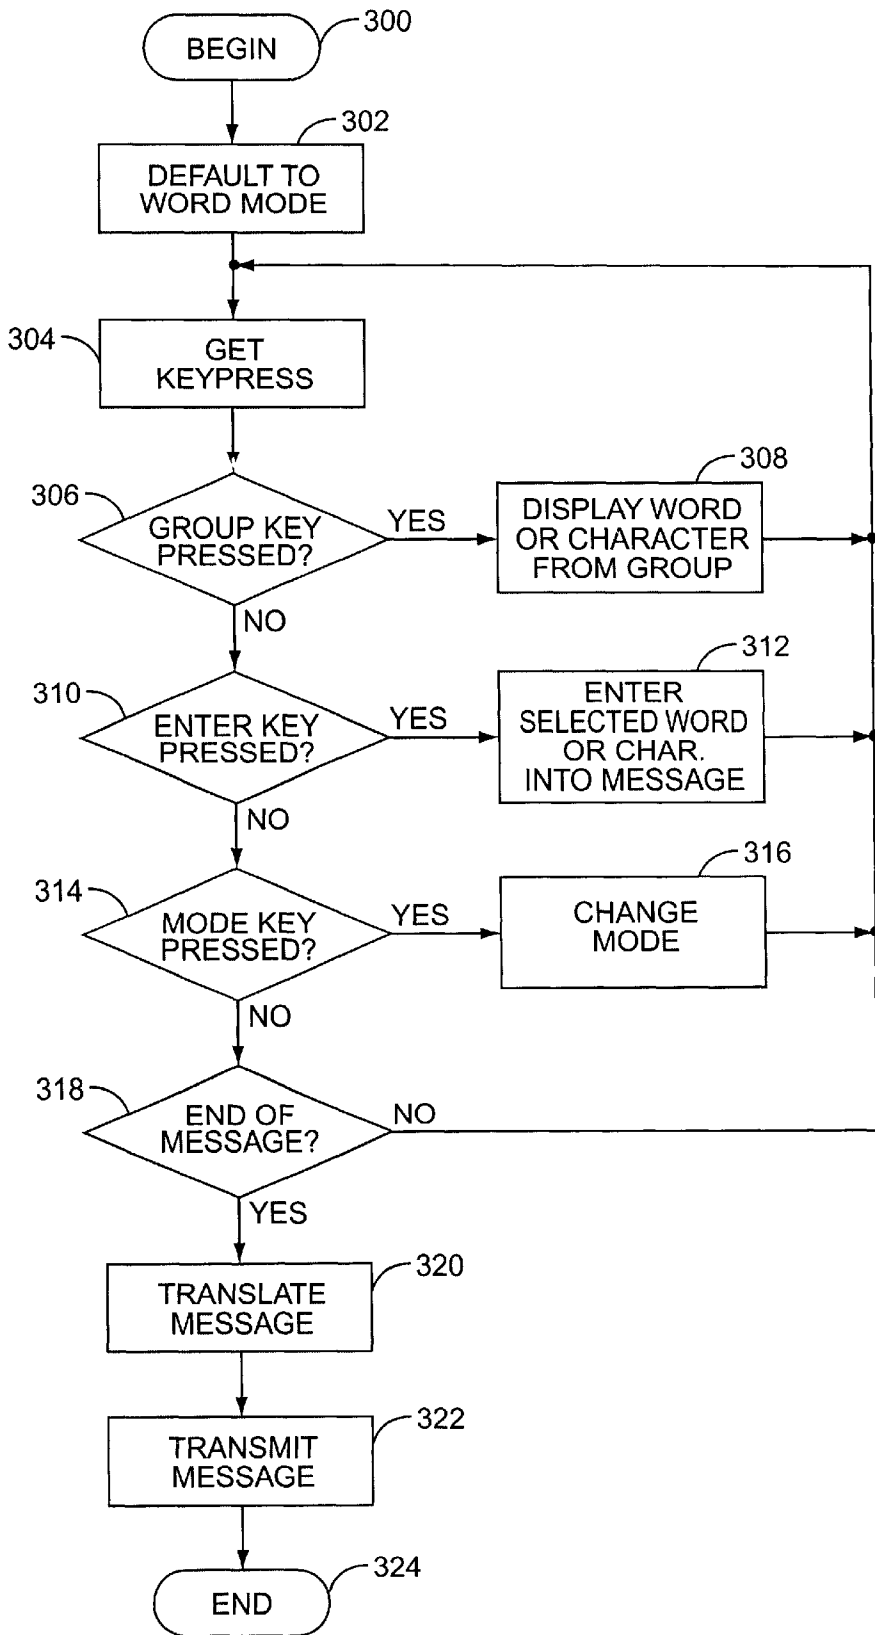 300
BEGIN
302
DEFAULT TO
WORD MODE
304
GET
KEYPRESS
306
GROUP KEY
PRESSED?
YES
308
DISPLAY WORD
OR CHARACTER
FROM GROUP
NO
310
ENTER KEY
PRESSED?
YES
312
ENTER
SELECTED WORD
OR CHAR.
INTO MESSAGE
NO
314
MODE KEY
PRESSED?
YES
316
CHANGE
MODE
NO
318
END OF
MESSAGE?
NO
YES
320
TRANSLATE
MESSAGE
322
TRANSMIT
MESSAGE
324
END